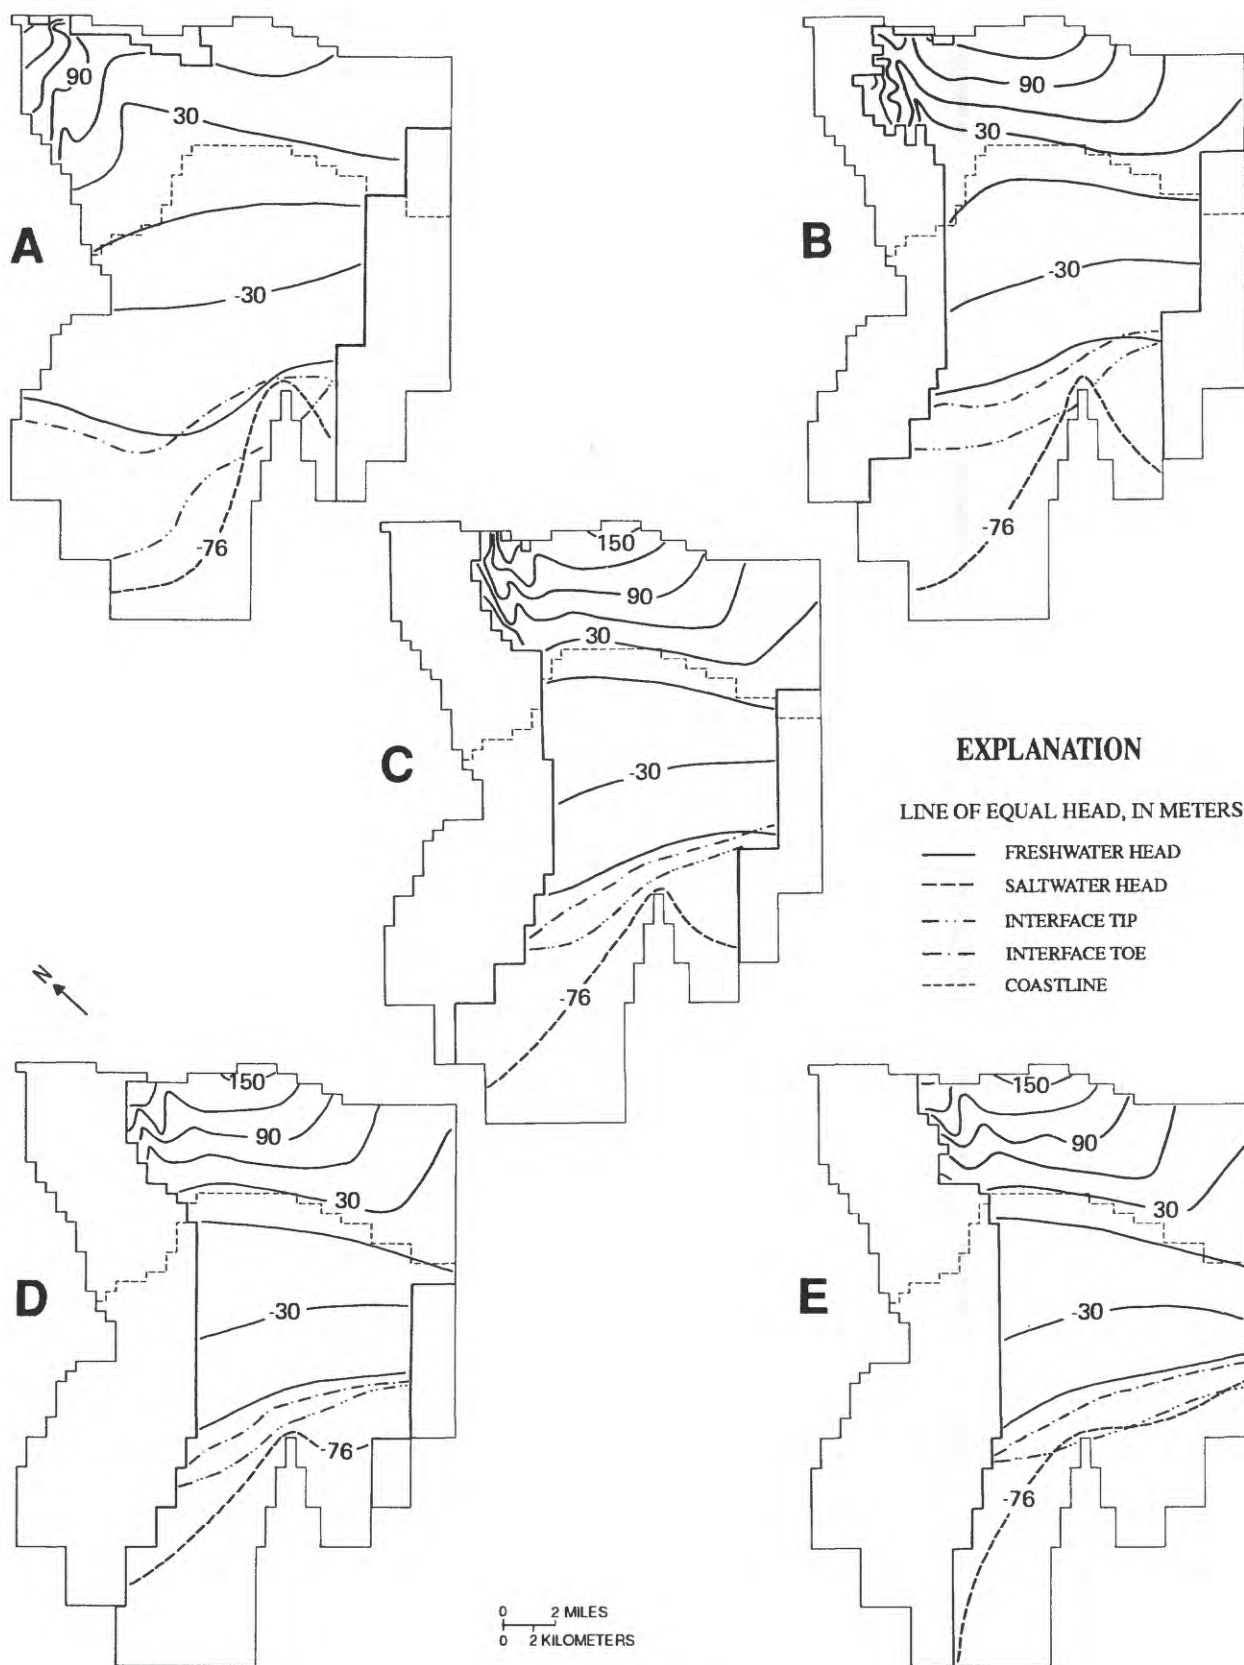 90
30
A
-30
-76
90
30
B
-30
-76
150
90
30
C
-30
-76
EXPLANATION
LINE OF EQUAL HEAD, IN METERS
FRESHWATER HEAD
SALTWATER HEAD
INTERFACE TIP
INTERFACE TOE
COASTLINE
N
150
90
30
D
-30
-76
150
90
30
E
-30
-76
0 2 MILES
0 2 KILOMETERS